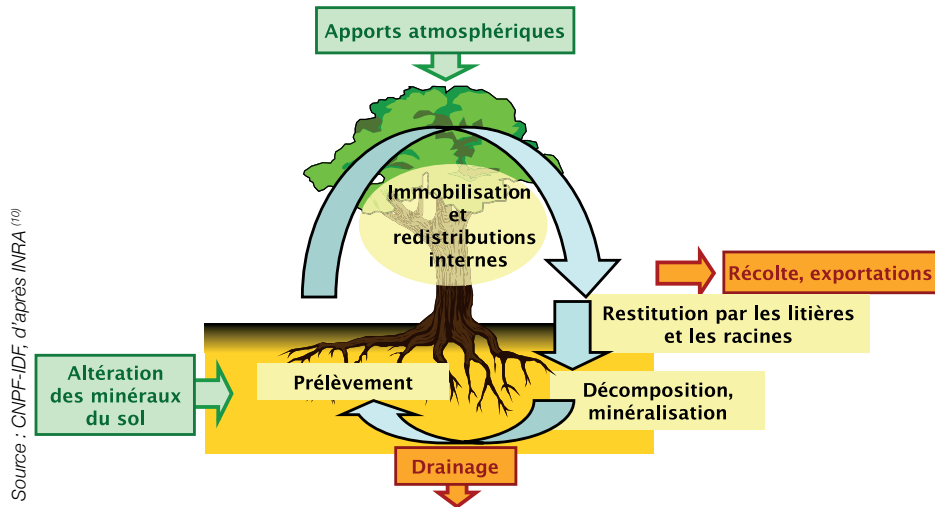 Apports atmosphériques
Immobilisation
et
redistributions
internes
Récolte, exportations
Restitution par les litières
et les racines
Altération
des minéraux
du sol
Prélèvement
Décomposition,
minéralisation
Drainage
Source : CNPF-IDF, d'après INRA (10)